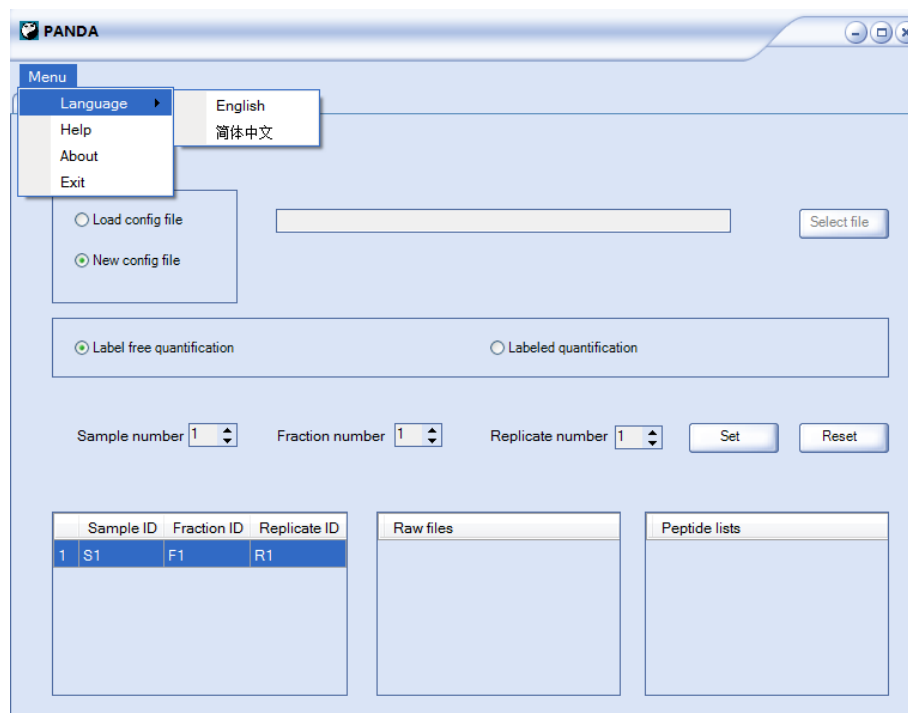 PANDA
Menu
Language
English
简体中文
Help
About
Exit
Load config file
Select file
New config file
Label free quantification
Labeled quantification
Sample number 1
Fraction number 1
Replicate number 1
Set
Reset
Sample ID Fraction ID Replicate ID
1 S1 F1 R1
Raw files
Peptide lists